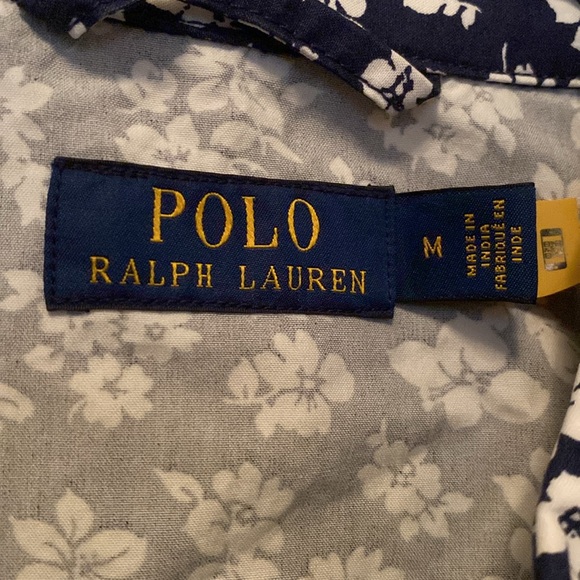 POLO
RALPH LAUREN
M
MADE IN
INDIA
FABRIQUÉ EN
INDE